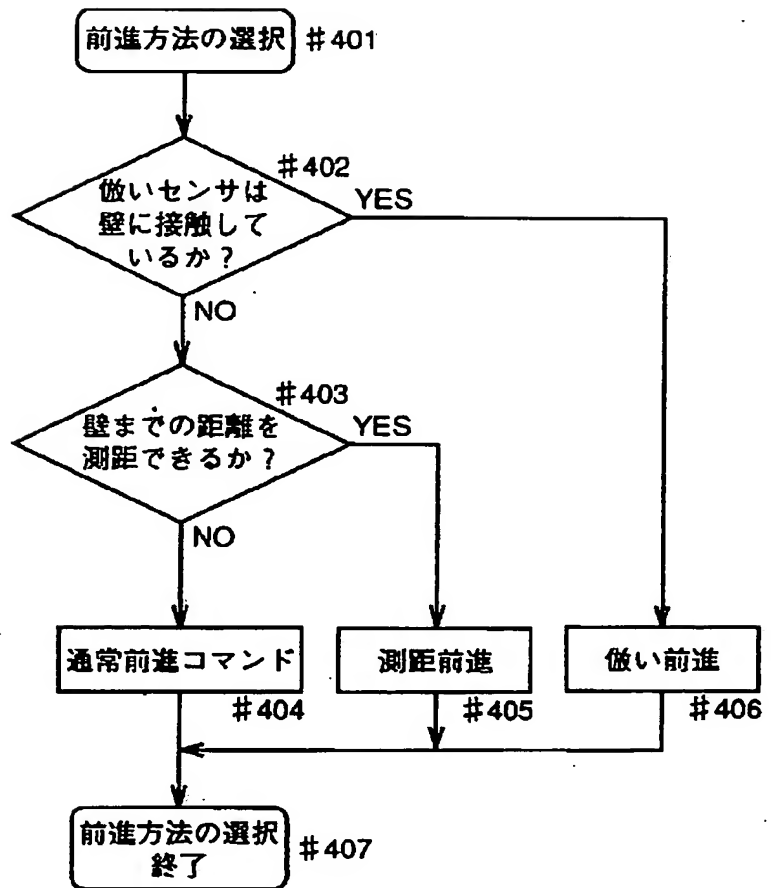 前進方法の選択
#401
#402
倣いセンサは
壁に接触して
いるか?
YES
NO
#403
壁までの距離を
測距できるか?
YES
NO
通常前進コマンド
測距前進
倣い前進
#404
#405
#406
前進方法の選択
終了
#407